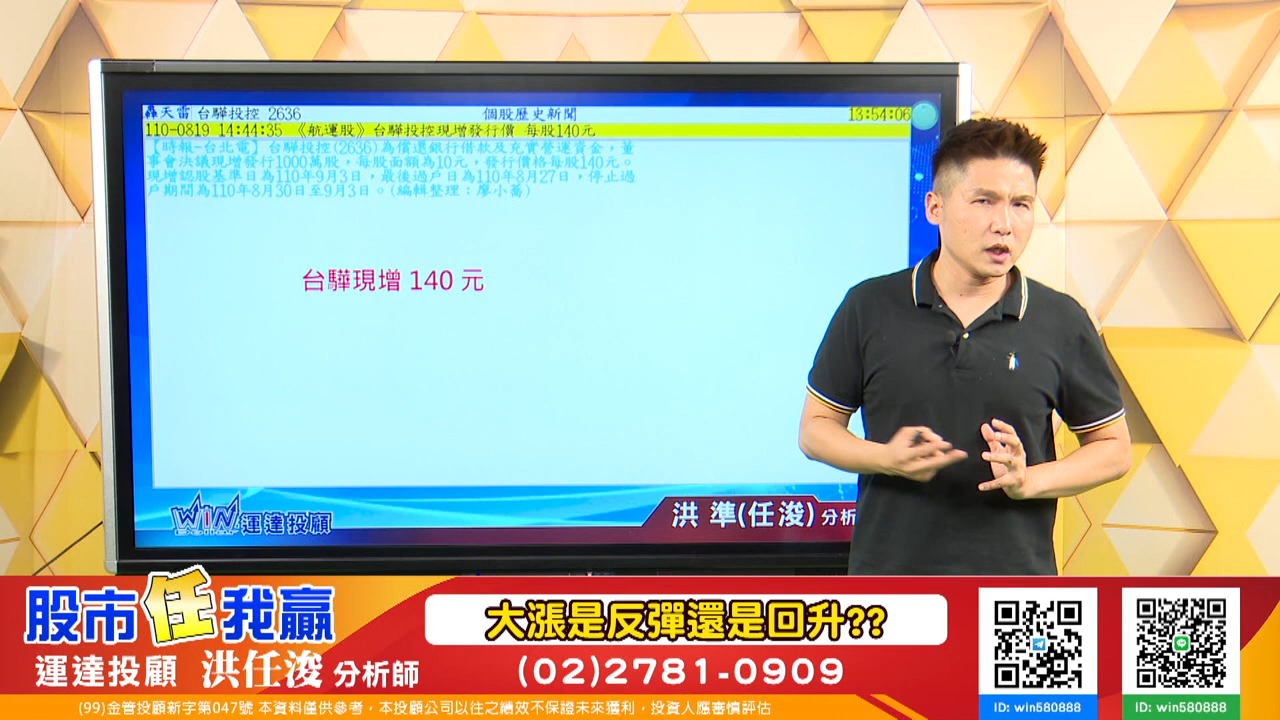 轟天雷 台驊投控 2636 個股歷史新聞 13:54:06
110-0819 14:44:35 《航運股》台驊投控現增發行價 每股140元
【時報-台北電】台驊投控(2636)為償還銀行借款及充實營運資金，董
事會決議現增發行1000萬股，每股面額為10元，發行價格每股140元。
現增認股基準日為110年9月3日，最後過戶日為110年8月27日，停止過
戶期間為110年8月30日至9月3日。(編輯整理：廖小蕎)
台驊現增 140 元
WIN 運達投顧
洪 準(任浚) 分析
股市任我贏
運達投顧 洪任浚 分析師
大漲是反彈還是回升??
(02)2781-0909
ID: win580888
ID: win580888
(99)金管投顧新字第047號 本資料僅供參考，本投顧公司以往之績效不保證未來獲利，投資人應審慎評估